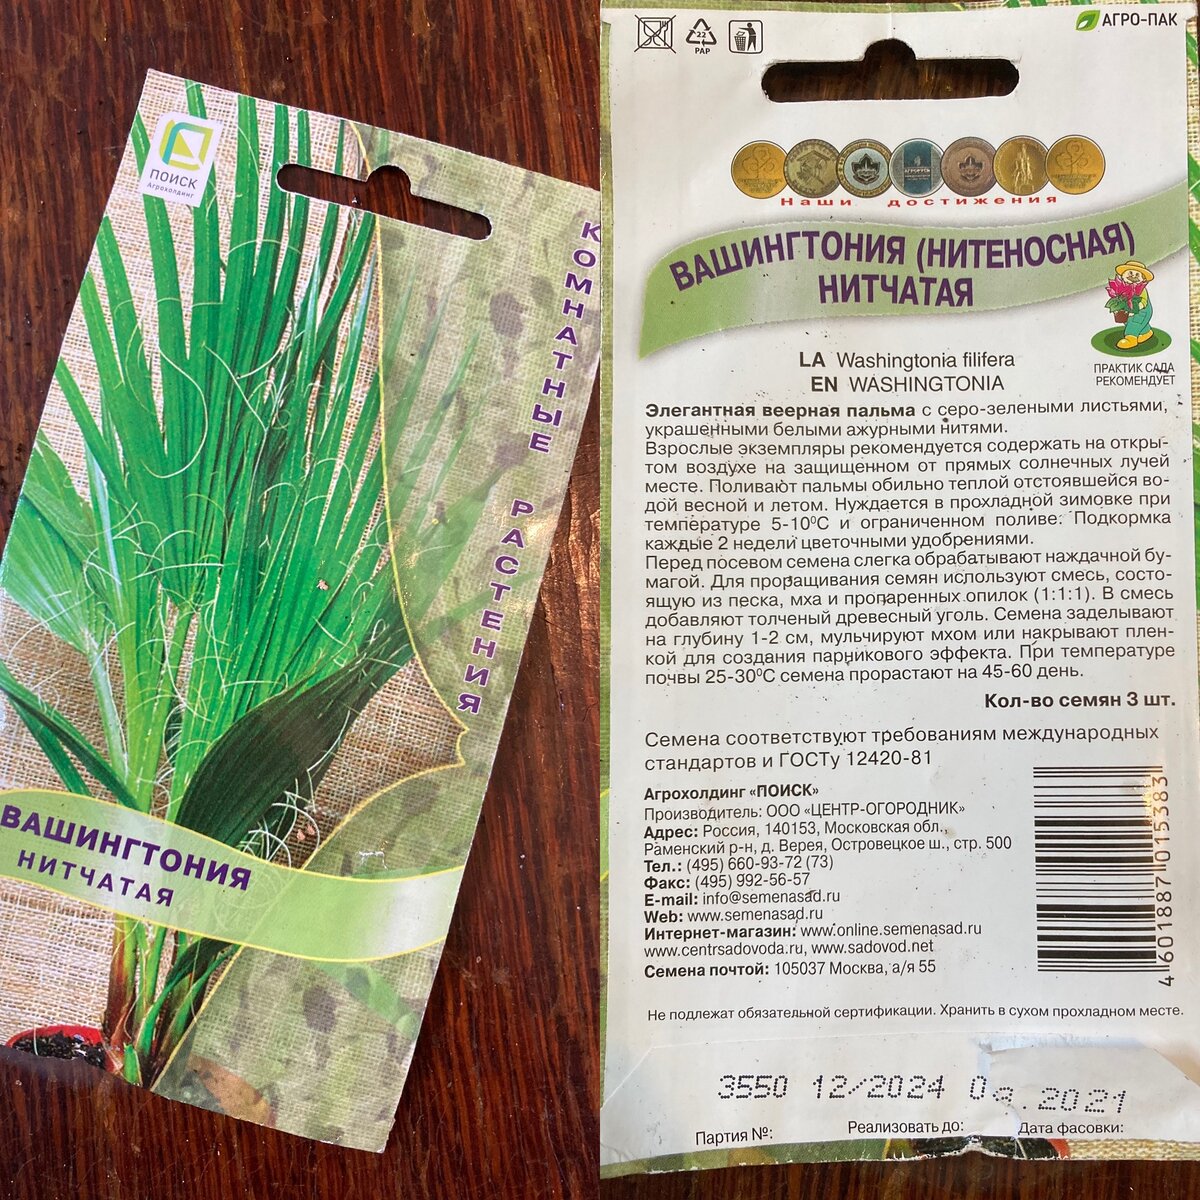 ПОИСК
Агрохолдинг
КОМНАТНЫЕ РАСТЕНИЯ
ВАШИНГТОНИЯ
НИТЧАТАЯ
22
PAP
АГРО-ПАК
Наши достижения
ВАШИНГТОНИЯ (НИТЕНОСНАЯ)
НИТЧАТАЯ
LA Washingtonia filifera
EN WASHINGTONIA
ПРАКТИК САДА
РЕКОМЕНДУЕТ
Элегантная веерная пальма с серо-зелеными листьями,
украшенными белыми ажурными нитями.
Взрослые экземпляры рекомендуется содержать на откры-
том воздухе на защищенном от прямых солнечных лучей
месте. Поливают пальмы обильно теплой отстоявшейся во-
дой весной и летом. Нуждается в прохладной зимовке при
температуре 5-10⁰С и ограниченном поливе. Подкормка
каждые 2 недели цветочными удобрениями.
Перед посевом семена слегка обрабатывают наждачной бу-
магой. Для проращивания семян используют смесь, состо-
ящую из песка, мха и пропаренных опилок (1:1:1). В смесь
добавляют толченый древесный уголь. Семена заделывают
на глубину 1-2 см, мульчируют мхом или накрывают плен-
кой для создания парникового эффекта. При температуре
почвы 25-30⁰С семена прорастают на 45-60 день.
Кол-во семян 3 шт.
Семена соответствуют требованиям международных
стандартов и ГОСТу 12420-81
Агрохолдинг «ПОИСК»
Производитель: ООО «ЦЕНТР-ОГОРОДНИК»
Адрес: Россия, 140153, Московская обл.,
Раменский р-н, д. Верея, Островецкое ш., стр. 500
Тел.: (495) 660-93-72 (73)
Факс: (495) 992-56-57
E-mail: info@semenasad.ru
Web: www.semenasad.ru
Интернет-магазин: www.online.semenasad.ru
www.centrsadovoda.ru, www.sadovod.net
Семена почтой: 105037 Москва, а/я 55
4 601887 015383
Не подлежат обязательной сертификации. Хранить в сухом прохладном месте.
3550 12/2024 09.2021
Партия №: Реализовать до: Дата фасовки: